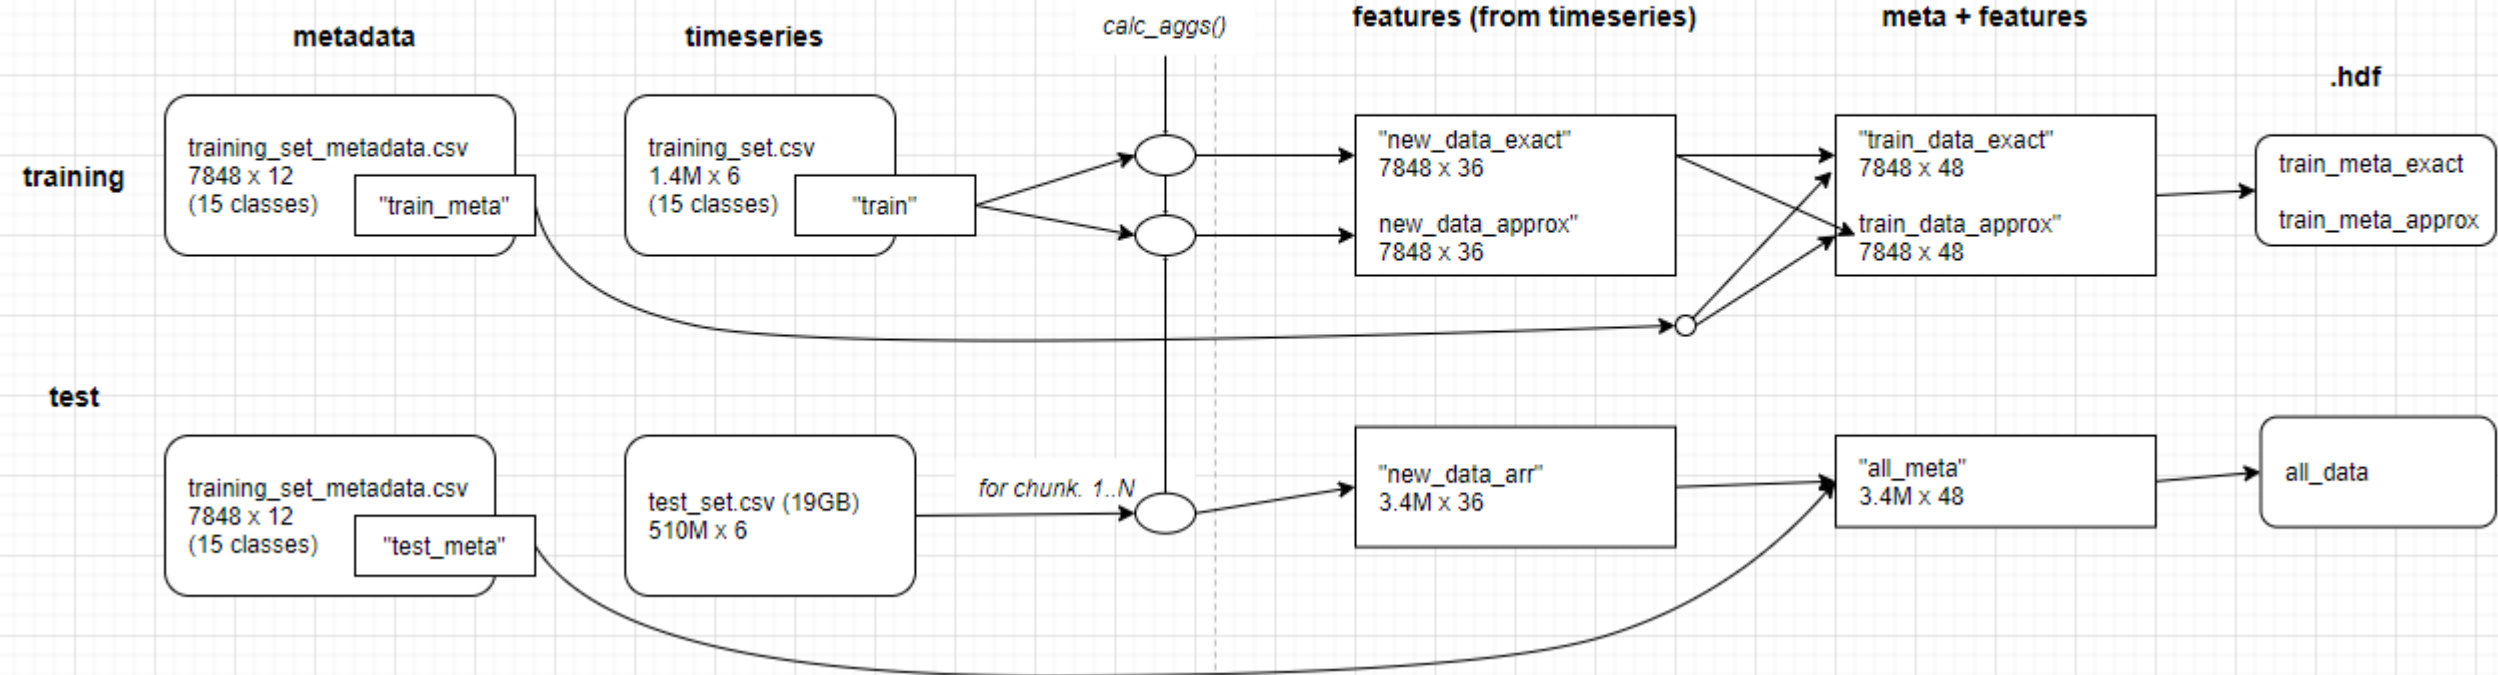 metadata
timeseries
calc_aggs()
features (from timeseries)
meta + features
.hdf
training
training_set_metadata.csv
7848 x 12
(15 classes)
"train_meta"
training_set.csv
1.4M x 6
(15 classes)
"train"
"new_data_exact"
7848 x 36
new_data_approx"
7848 x 36
"train_data_exact"
7848 x 48
train_data_approx"
7848 x 48
train_meta_exact
train_meta_approx
test
training_set_metadata.csv
7848 x 12
(15 classes)
"test_meta"
test_set.csv (19GB)
510M x 6
for chunk. 1..N
"new_data_arr"
3.4M x 36
"all_meta"
3.4M x 48
all_data